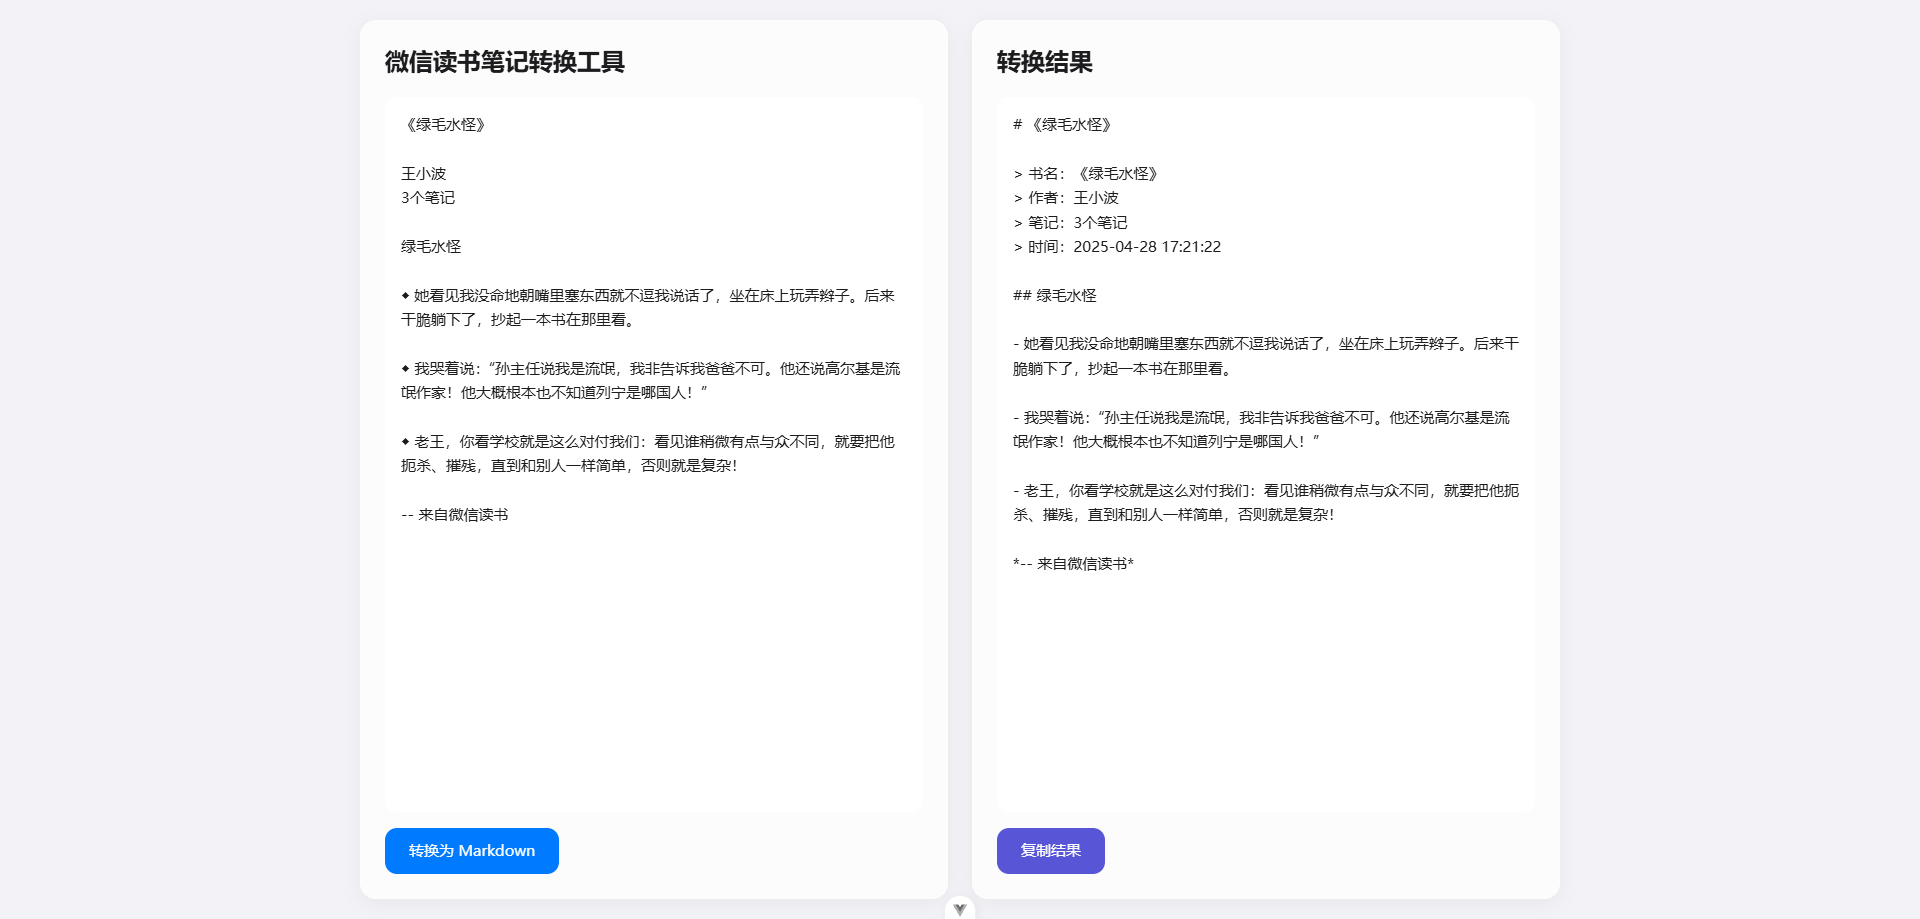 微信读书笔记转换工具
《绿毛水怪》
王小波
3个笔记
绿毛水怪
◆ 她看见我没命地朝嘴里塞东西就不逗我说话了，坐在床上玩弄辫子。后来
干脆躺下了，抄起一本书在那里看。
◆ 我哭着说：“孙主任说我是流氓，我非告诉我爸爸不可。他还说高尔基是流
氓作家！他大概根本也不知道列宁是哪国人！”
◆ 老王，你看学校就是这么对付我们：看见谁稍微有点与众不同，就要把他
扼杀、摧残，直到和别人一样简单，否则就是复杂！
-- 来自微信读书
转换为 Markdown
转换结果
# 《绿毛水怪》
> 书名：《绿毛水怪》
> 作者：王小波
> 笔记：3个笔记
> 时间：2025-04-28 17:21:22
## 绿毛水怪
- 她看见我没命地朝嘴里塞东西就不逗我说话了，坐在床上玩弄辫子。后来干
脆躺下了，抄起一本书在那里看。
- 我哭着说：“孙主任说我是流氓，我非告诉我爸爸不可。他还说高尔基是流
氓作家！他大概根本也不知道列宁是哪国人！”
- 老王，你看学校就是这么对付我们：看见谁稍微有点与众不同，就要把他扼
杀、摧残，直到和别人一样简单，否则就是复杂！
*-- 来自微信读书*
复制结果